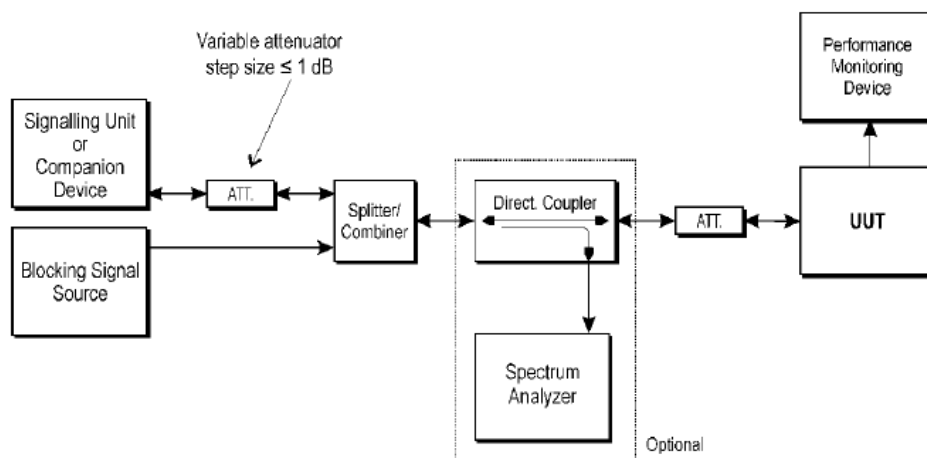 Variable attenuator
step size ≤ 1 dB
Signalling Unit
or
Companion
Device
ATT.
Splitter/
Combiner
Blocking Signal
Source
Direct. Coupler
Spectrum
Analyzer
Optional
ATT.
Performance
Monitoring
Device
UUT